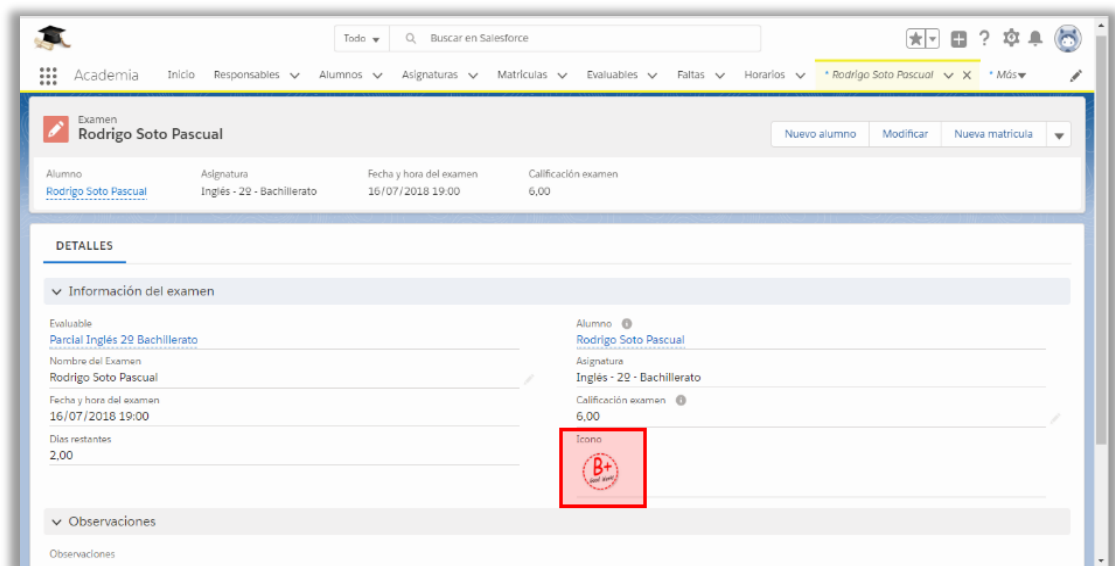 Todo Buscar en Salesforce
Academia Inicio Responsables Alumnos Asignaturas Matriculas Evaluables Faltas Horarios * Rodrigo Soto Pascual * Más
Examen
Rodrigo Soto Pascual
Nuevo alumno Modificar Nueva matricula
Alumno Asignatura Fecha y hora del examen Calificación examen
Rodrigo Soto Pascual Inglés - 2º - Bachillerato 16/07/2018 19:00 6,00
DETALLES
Información del examen
Evaluable Alumno
Parcial Inglés 2º Bachillerato Rodrigo Soto Pascual
Nombre del Examen Asignatura
Rodrigo Soto Pascual Inglés - 2º - Bachillerato
Fecha y hora del examen Calificación examen
16/07/2018 19:00 6,00
Días restantes Icono
2,00
B+
Observaciones
Observaciones